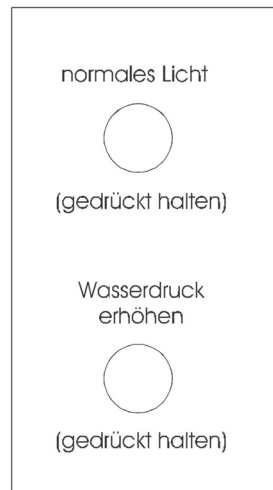 normales Licht
(gedrückt halten)
Wasserdruck
erhöhen
(gedrückt halten)